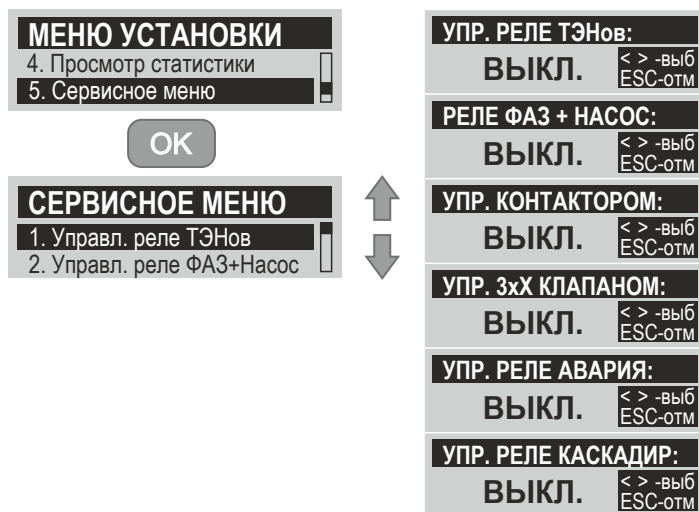 МЕНЮ УСТАНОВКИ
4. Просмотр статистики
5. Сервисное меню
OK
СЕРВИСНОЕ МЕНЮ
1. Управл. реле ТЭНов
2. Управл. реле ФАЗ+Насос
УПР. РЕЛЕ ТЭНов:
ВЫКЛ.
< > -выб
ESC-отм
РЕЛЕ ФАЗ + НАСОС:
ВЫКЛ.
< > -выб
ESC-отм
УПР. КОНТАКТОРОМ:
ВЫКЛ.
< > -выб
ESC-отм
УПР. 3хХ КЛАПАНОМ:
ВЫКЛ.
< > -выб
ESC-отм
УПР. РЕЛЕ АВАРИЯ:
ВЫКЛ.
< > -выб
ESC-отм
УПР. РЕЛЕ КАСКАДИР:
ВЫКЛ.
< > -выб
ESC-отм